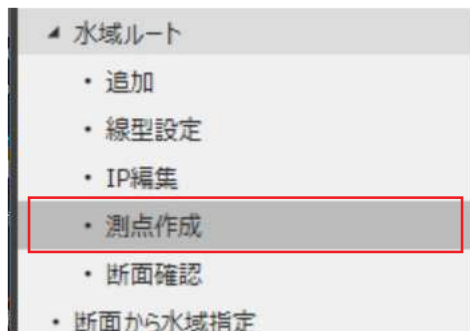 水域ルート
・追加
・線型設定
・IP編集
・測点作成
・断面確認
・断面から水域指定